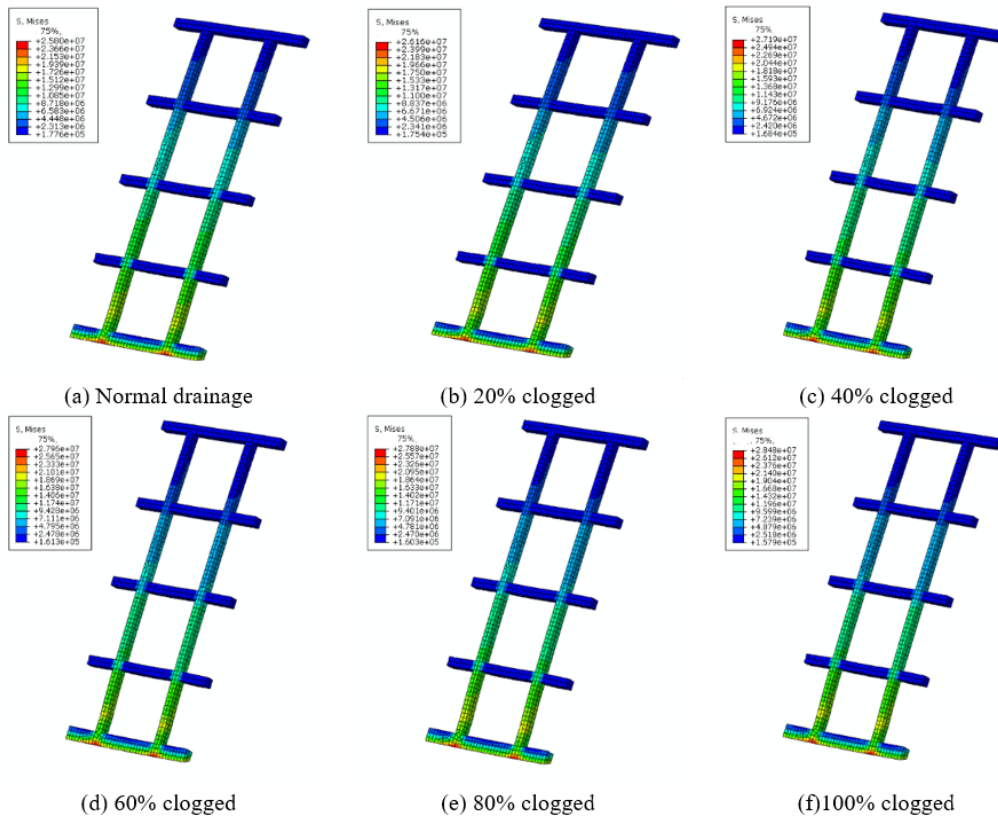 S, Mises
75%,
+2.580e+07
+2.366e+07
+2.153e+07
+1.939e+07
+1.726e+07
+1.512e+07
+1.299e+07
+1.085e+07
+8.718e+06
+6.583e+06
+4.448e+06
+2.313e+06
+1.776e+05
S, Mises
75%,
+2.616e+07
+2.399e+07
+2.183e+07
+1.966e+07
+1.750e+07
+1.533e+07
+1.317e+07
+1.100e+07
+8.837e+06
+6.671e+06
+4.506e+06
+2.341e+06
+1.754e+05
S, Mises
75%,
+2.719e+07
+2.494e+07
+2.269e+07
+2.044e+07
+1.818e+07
+1.593e+07
+1.368e+07
+1.143e+07
+9.176e+06
+6.924e+06
+4.672e+06
+2.420e+06
+1.684e+05
(a) Normal drainage
(b) 20% clogged
(c) 40% clogged
S, Mises
75%,
+2.796e+07
+2.565e+07
+2.333e+07
+2.101e+07
+1.869e+07
+1.638e+07
+1.406e+07
+1.174e+07
+9.428e+06
+7.111e+06
+4.795e+06
+2.478e+06
+1.613e+05
S, Mises
75%,
+2.788e+07
+2.557e+07
+2.326e+07
+2.095e+07
+1.864e+07
+1.633e+07
+1.402e+07
+1.171e+07
+9.401e+06
+7.091e+06
+4.781e+06
+2.470e+06
+1.603e+05
S, Mises
75%,
+2.848e+07
+2.612e+07
+2.376e+07
+2.140e+07
+1.904e+07
+1.668e+07
+1.432e+07
+1.196e+07
+9.599e+06
+7.239e+06
+4.879e+06
+2.518e+06
+1.579e+05
(d) 60% clogged
(e) 80% clogged
(f)100% clogged